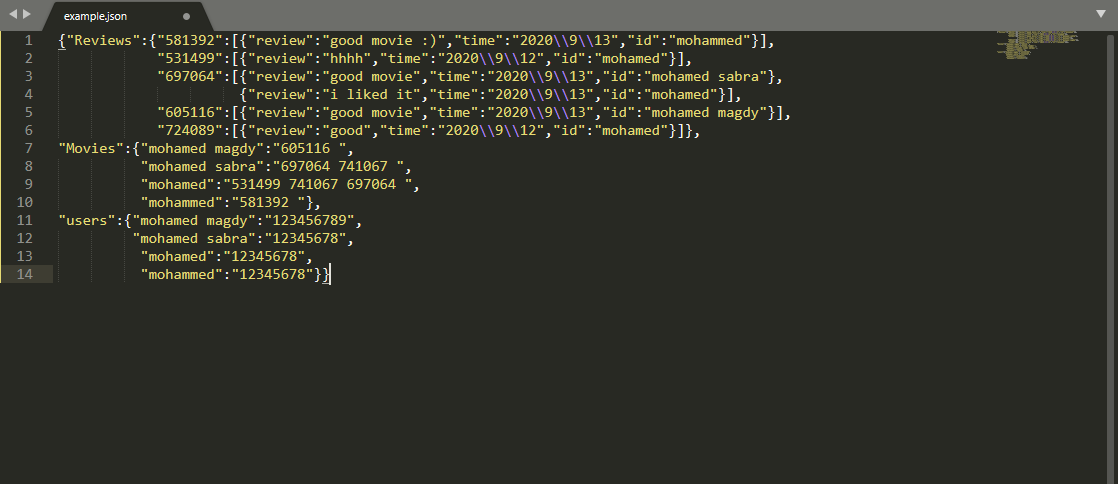 example.json
1 {"Reviews":{"581392":[{"review":"good movie :)","time":"2020\\9\\13","id":"mohammed"}],
2 "531499":[{"review":"hhhh","time":"2020\\9\\12","id":"mohamed"}],
3 "697064":[{"review":"good movie","time":"2020\\9\\13","id":"mohamed sabra"},
4 {"review":"i liked it","time":"2020\\9\\13","id":"mohamed"}],
5 "605116":[{"review":"good movie","time":"2020\\9\\13","id":"mohamed magdy"}],
6 "724089":[{"review":"good","time":"2020\\9\\12","id":"mohamed"}]},
7 "Movies":{"mohamed magdy":"605116 ",
8 "mohamed sabra":"697064 741067 ",
9 "mohamed":"531499 741067 697064 ",
10 "mohammed":"581392 "},
11 "users":{"mohamed magdy":"123456789",
12 "mohamed sabra":"12345678",
13 "mohamed":"12345678",
14 "mohammed":"12345678"}}